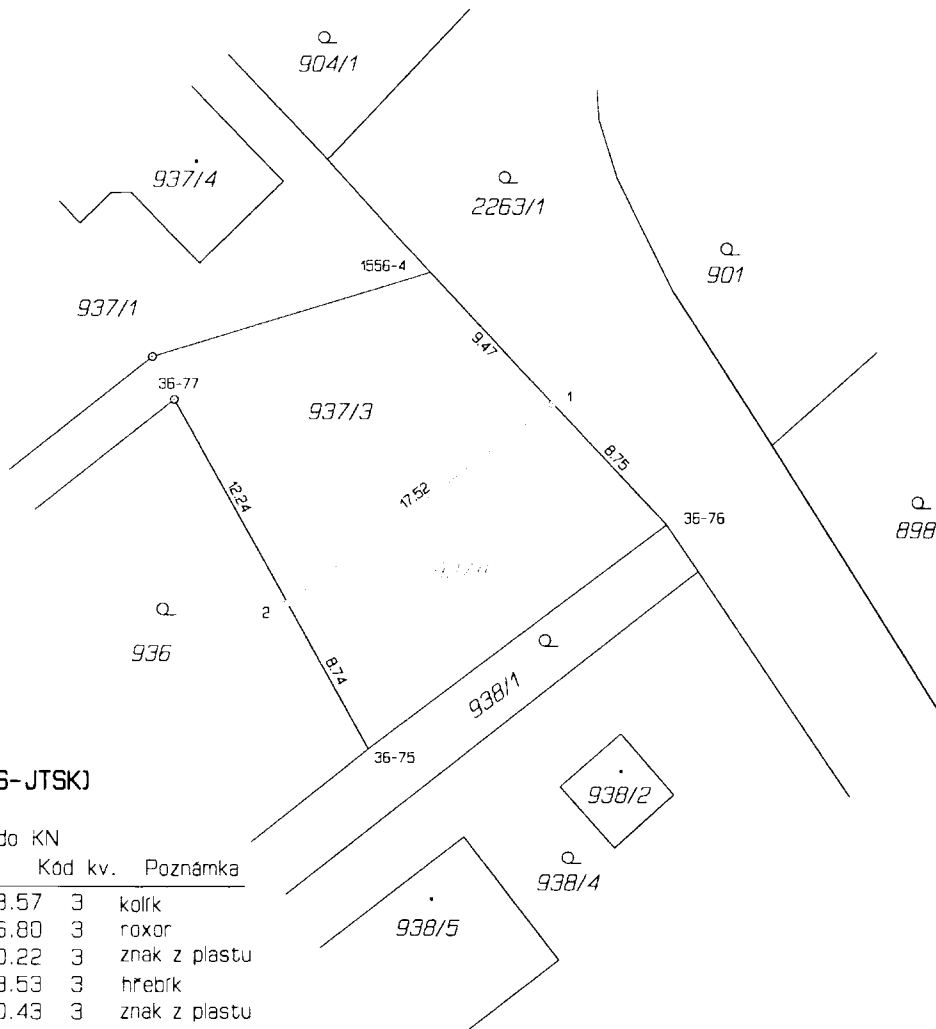 904/1
937/4
2263/1
901
1556-4
937/1
9.47
36-77
937/3
1
8.75
12.24
17.52
36-76
898
2
936
8.74
938/1
36-75
S-JTSK)
938/2
do KN
Kód kv. Poznámka
938/4
3.57 3 kolík
938/5
6.80 3 roxor
0.22 3 znak z plastu
3.53 3 hřebík
0.43 3 znak z plastu